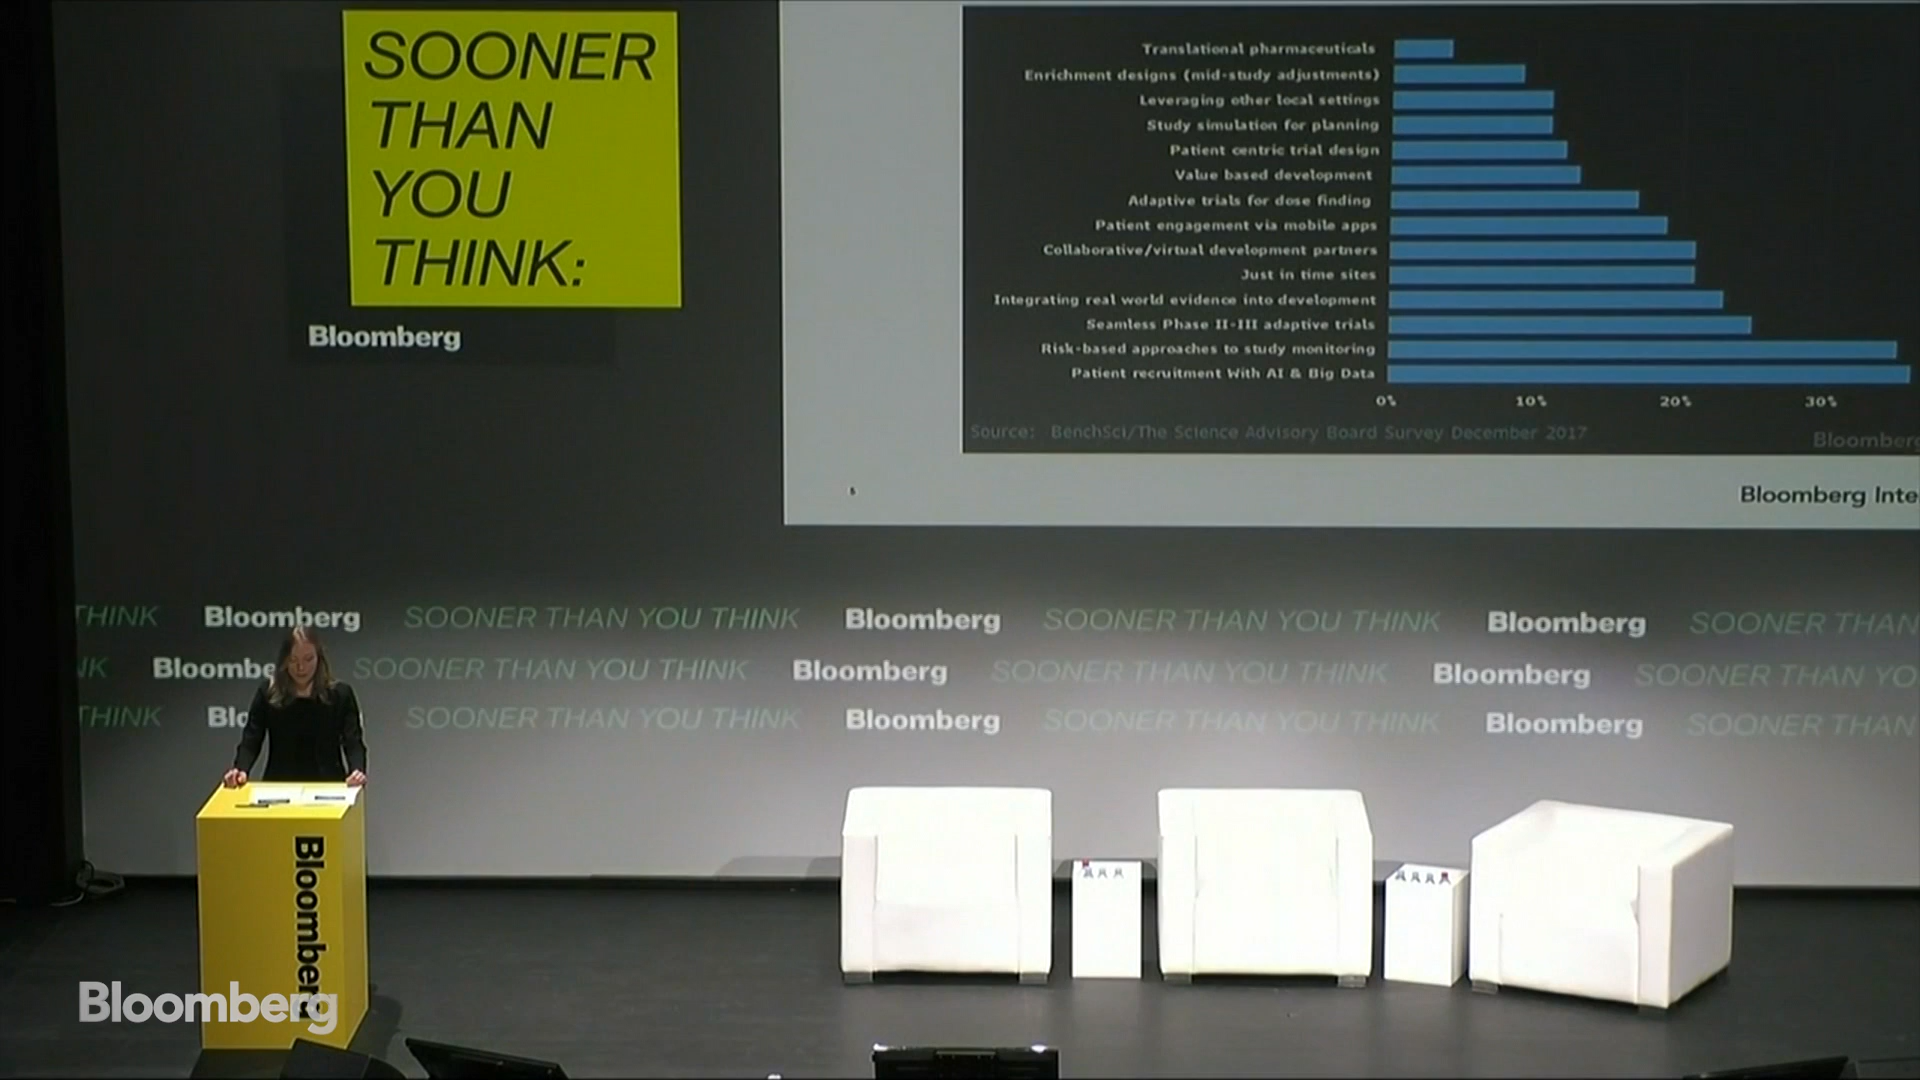 SOONER
THAN
YOU
THINK:
Bloomberg
Translational pharmaceuticals
Enrichment designs (mid-study adjustments)
Leveraging other local settings
Study simulation for planning
Patient centric trial design
Value based development
Adaptive trials for dose finding
Patient engagement via mobile apps
Collaborative/virtual development partners
Just in time sites
Integrating real world evidence into development
Seamless Phase II-III adaptive trials
Risk-based approaches to study monitoring
Patient recruitment With AI & Big Data
0% 10% 20% 30%
Source: BenchSci/The Science Advisory Board Survey December 2017
Bloomberg
5
Bloomberg Inte
THINK Bloomberg SOONER THAN YOU THINK Bloomberg SOONER THAN YOU THINK Bloomberg SOONER THAN
NK Bloombe SOONER THAN YOU THINK Bloomberg SOONER THAN YOU THINK Bloomberg SOONER THAN YO
THINK Blo SOONER THAN YOU THINK Bloomberg SOONER THAN YOU THINK Bloomberg SOONER THAN
Bloomberg
Bloomberg